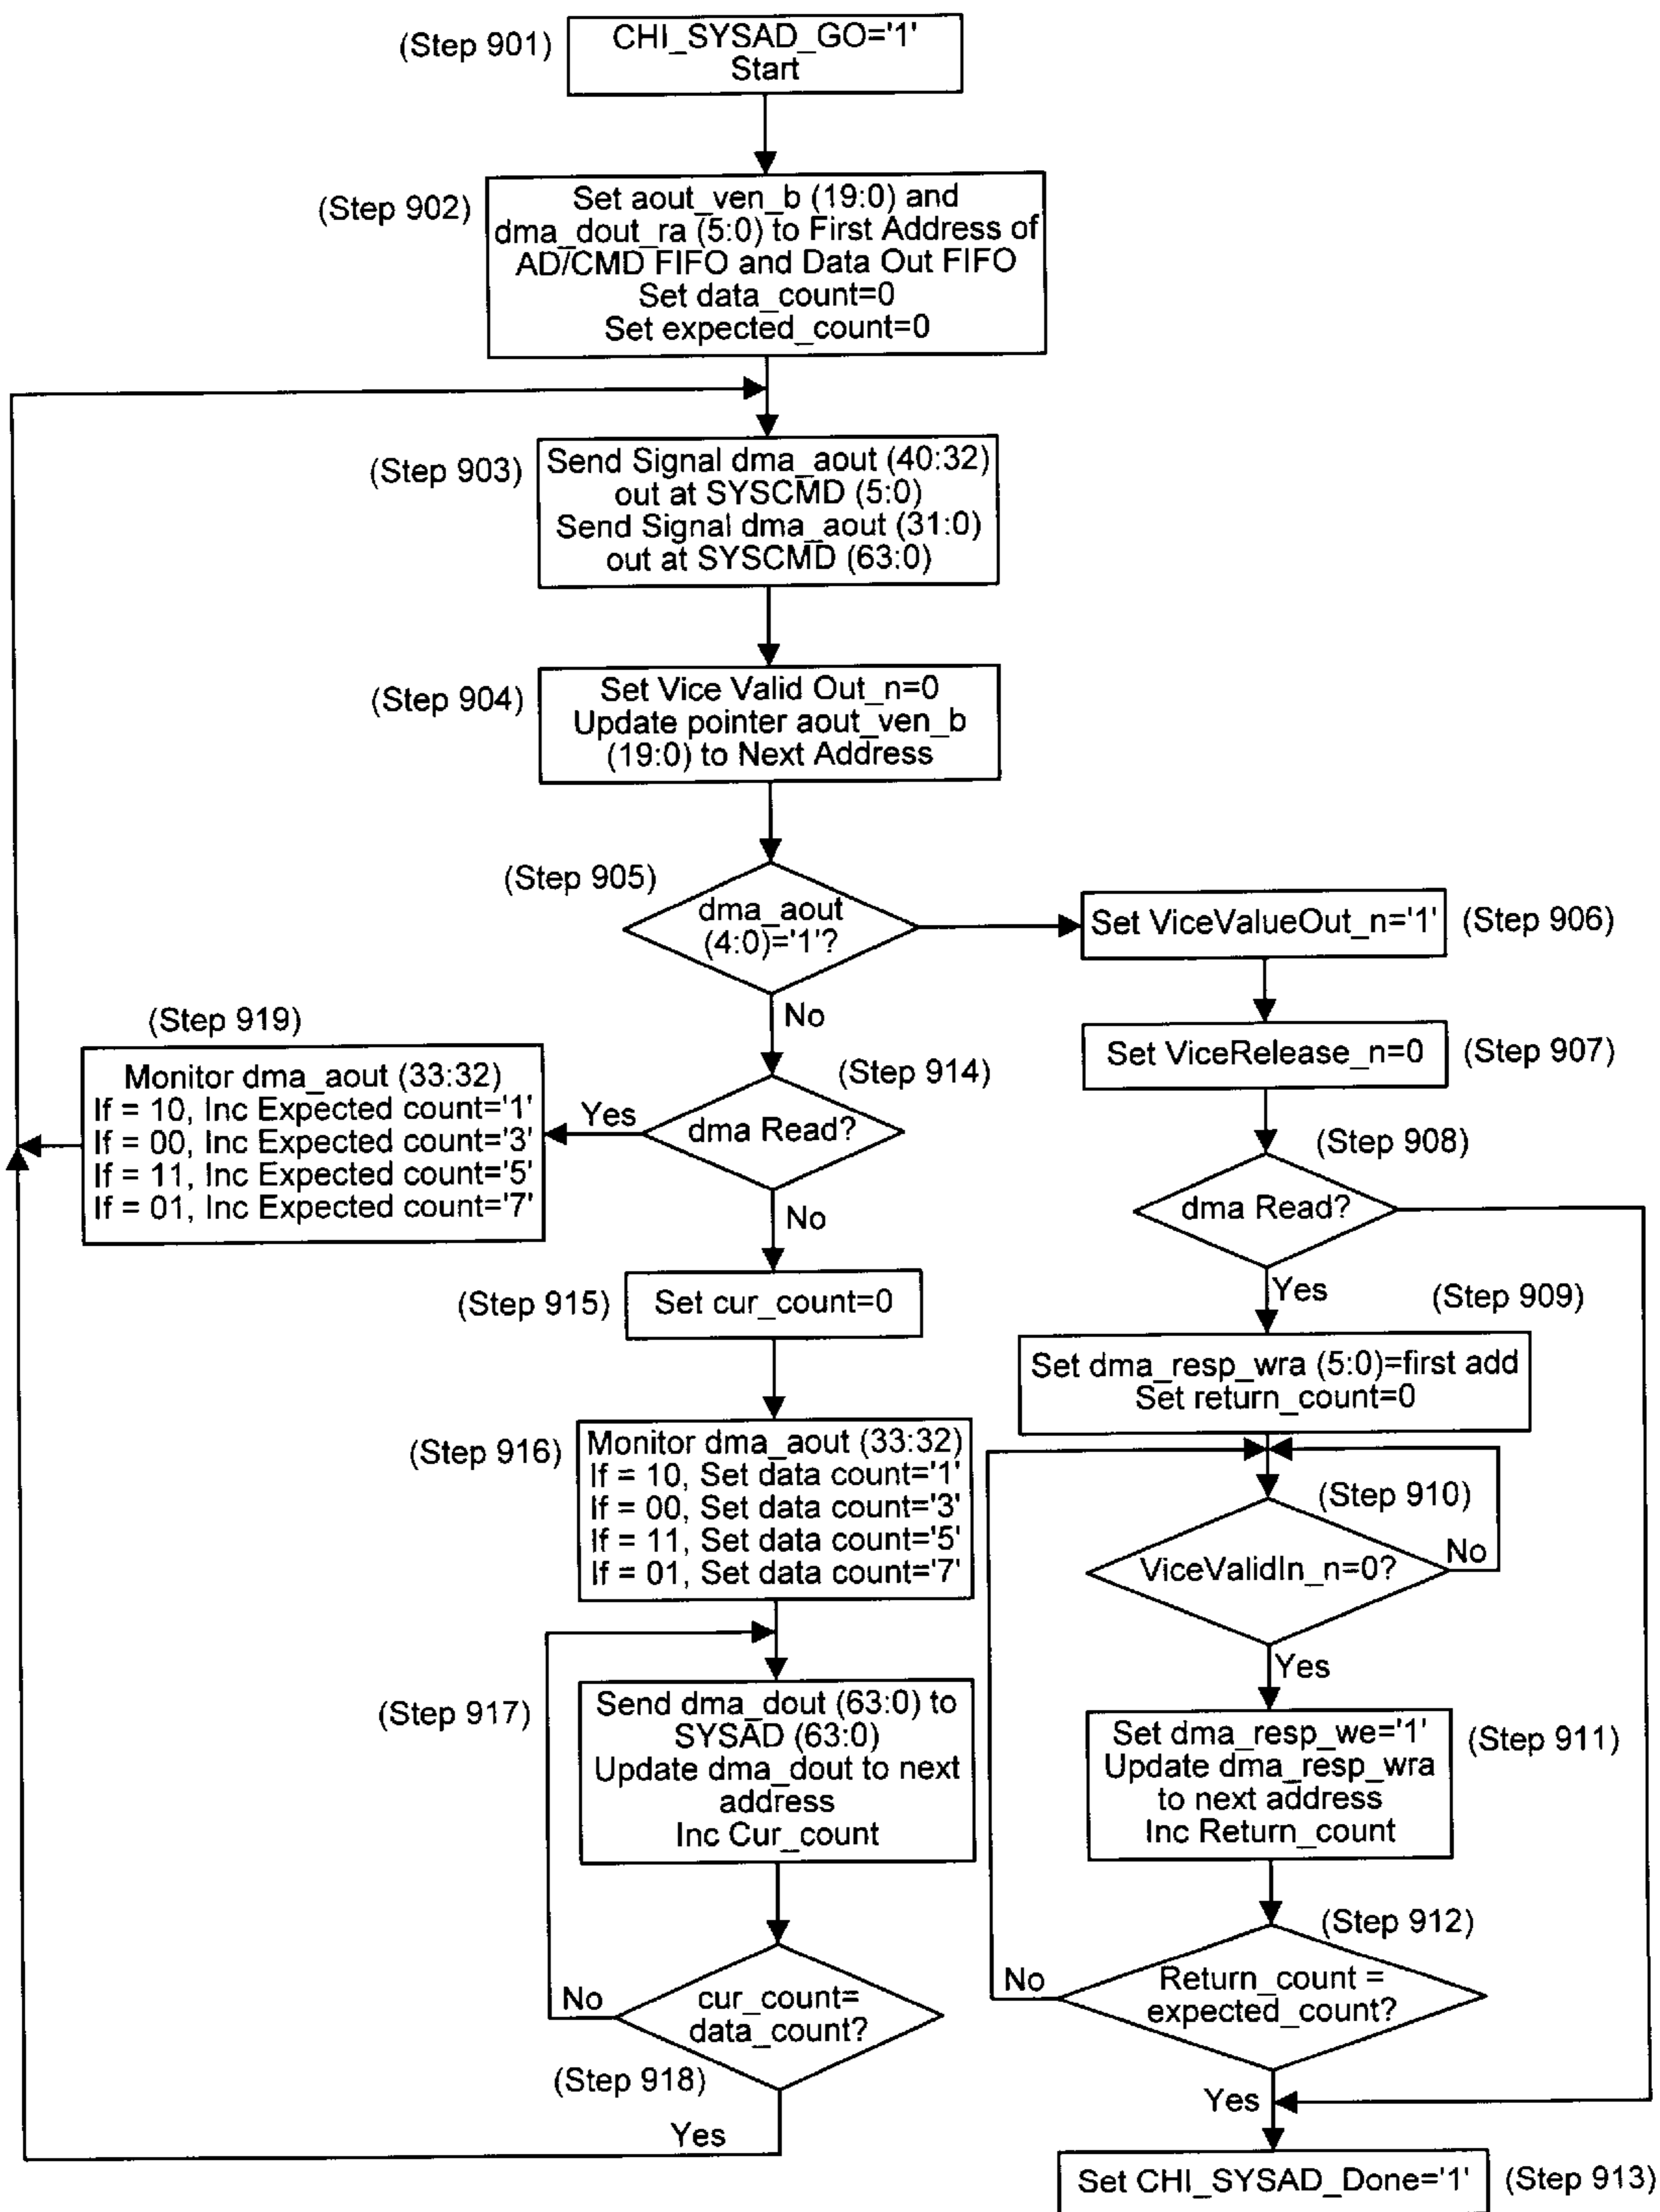 (Step 901)
CHI_SYSAD_GO='1'
Start
(Step 902)
Set aout_ven_b (19:0) and
dma_dout_ra (5:0) to First Address of
AD/CMD FIFO and Data Out FIFO
Set data_count=0
Set expected_count=0
(Step 903)
Send Signal dma_aout (40:32)
out at SYSCMD (5:0)
Send Signal dma_aout (31:0)
out at SYSCMD (63:0)
(Step 904)
Set Vice Valid Out_n=0
Update pointer aout_ven_b
(19:0) to Next Address
(Step 905)
dma_aout
(4:0)='1'?
No
Set ViceValueOut_n='1'
(Step 906)
Set ViceRelease_n=0
(Step 907)
(Step 908)
dma Read?
Yes
(Step 909)
Set dma_resp_wra (5:0)=first add
Set return_count=0
(Step 910)
ViceValidIn_n=0?
No
Yes
Set dma_resp_we='1'
Update dma_resp_wra
to next address
Inc Return_count
(Step 911)
(Step 912)
Return_count =
expected_count?
No
Yes
Set CHI_SYSAD_Done='1'
(Step 913)
(Step 914)
dma Read?
Yes
No
(Step 919)
Monitor dma_aout (33:32)
If = 10, Inc Expected count='1'
If = 00, Inc Expected count='3'
If = 11, Inc Expected count='5'
If = 01, Inc Expected count='7'
(Step 915)
Set cur_count=0
(Step 916)
Monitor dma_aout (33:32)
If = 10, Set data count='1'
If = 00, Set data count='3'
If = 11, Set data count='5'
If = 01, Set data count='7'
(Step 917)
Send dma_dout (63:0) to
SYSAD (63:0)
Update dma_dout to next
address
Inc Cur_count
No
cur_count=
data_count?
(Step 918)
Yes